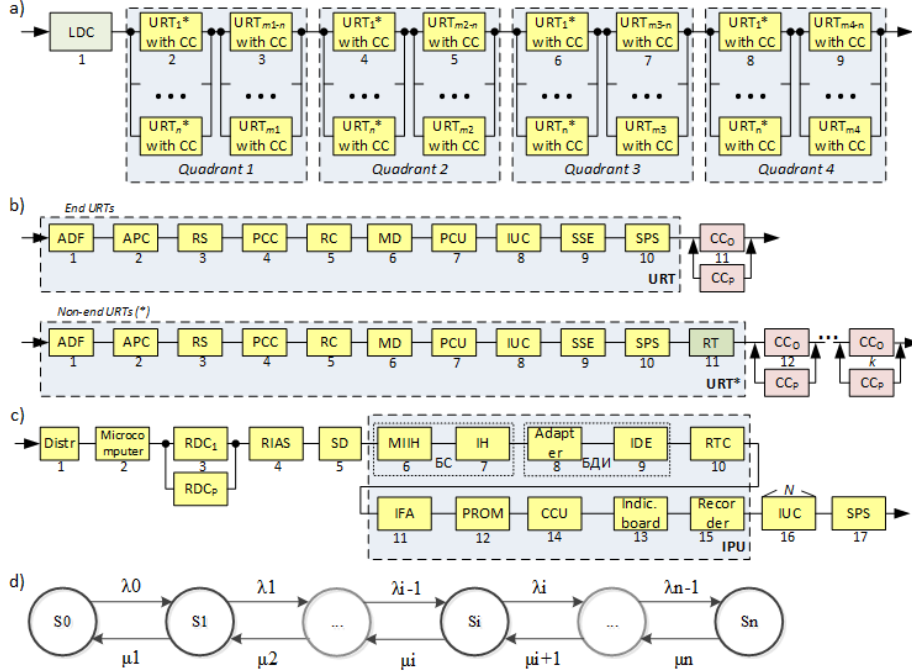 a)
LDC
1
URT1* with CC
2
URTm1-n with CC
3
URT1* with CC
4
URTm2-n with CC
5
URT1* with CC
6
URTm3-n with CC
7
URT1* with CC
8
URTm4-n with CC
9
• • •
• • •
• • •
• • •
• • •
• • •
• • •
• • •
URTn* with CC
URTm1 with CC
URTn* with CC
URTm2 with CC
URTn* with CC
URTm3 with CC
URTn* with CC
URTm4 with CC
Quadrant 1
Quadrant 2
Quadrant 3
Quadrant 4
b)
End URTs
ADF
APC
RS
PCC
RC
MD
PCU
IUC
SSE
SPS
CCO
1
2
3
4
5
6
7
8
9
10
11
URT
CCP
Non-end URTs (*)
ADF
APC
RS
PCC
RC
MD
PCU
IUC
SSE
SPS
RT
CCO
...
CCO
1
2
3
4
5
6
7
8
9
10
11
12
k
URT*
CCP
CCP
c)
Distr
1
Microco
mputer
2
RDC1
3
RDCP
RIAS
4
SD
5
MIIH
6
IH
7
БС
Adapt
er
8
IDE
9
БДИ
RTC
10
IFA
11
PROM
12
CCU
14
Indic.
board
13
Recor
der
15
IPU
N
IUC
16
SPS
17
d)
λ0
λ1
λi-1
λi
λn-1
S0
S1
...
Si
...
Sn
μ1
μ2
μi
μi+1
μn